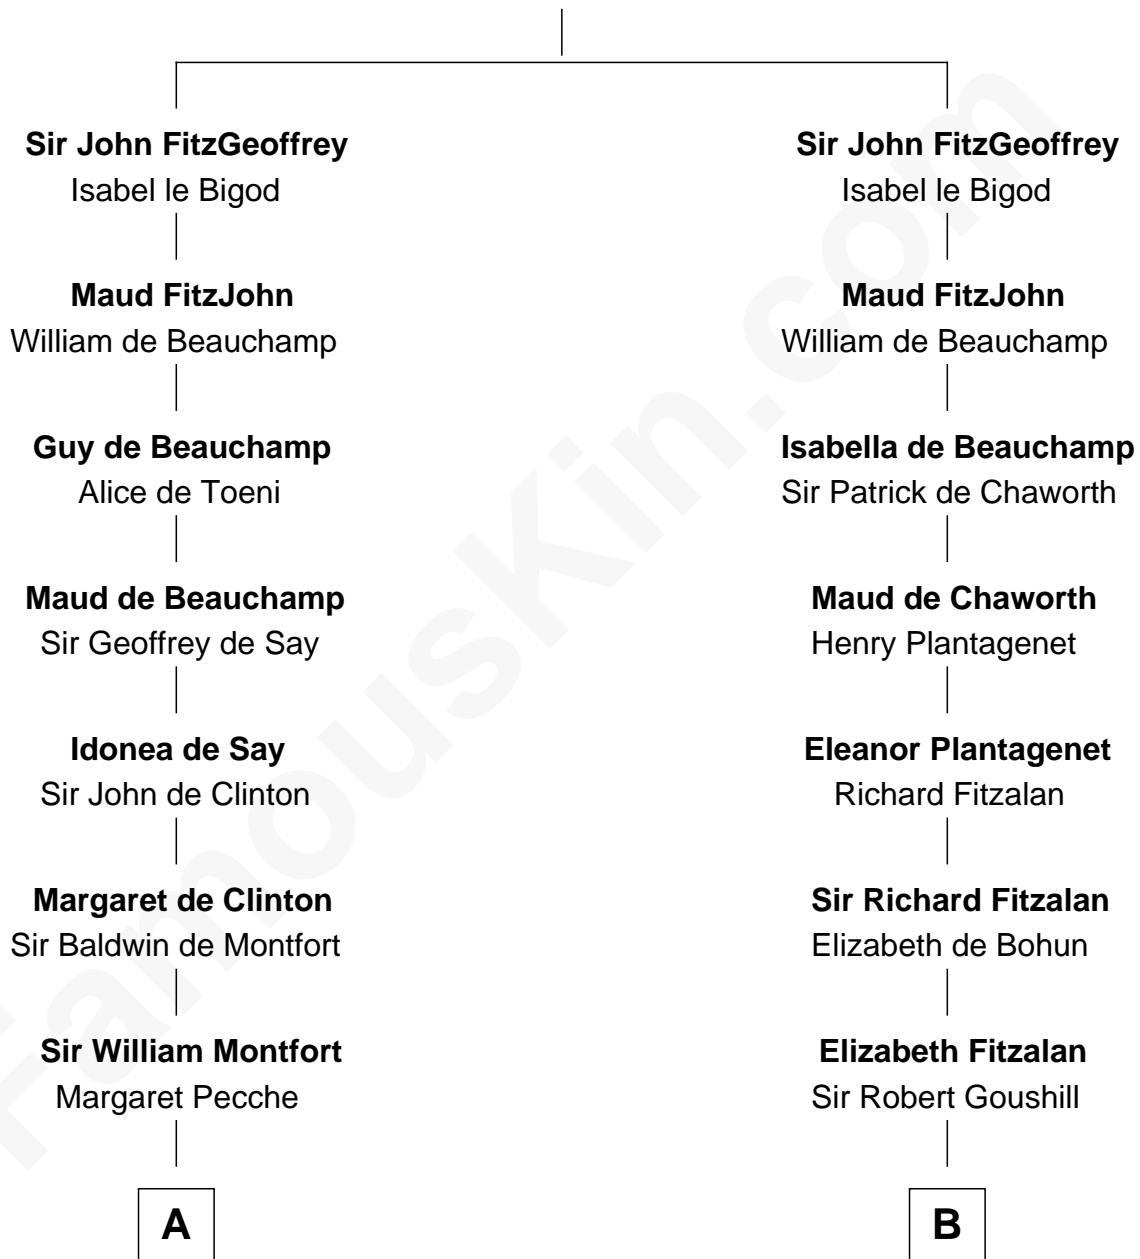 Sir John FitzGeoffrey
Isabel le Bigod
Maud FitzJohn
William de Beauchamp
Guy de Beauchamp
Alice de Toeni
Maud de Beauchamp
Sir Geoffrey de Say
Idonea de Say
Sir John de Clinton
Margaret de Clinton
Sir Baldwin de Montfort
Sir William Montfort
Margaret Pecche
A
Sir John FitzGeoffrey
Isabel le Bigod
Maud FitzJohn
William de Beauchamp
Isabella de Beauchamp
Sir Patrick de Chaworth
Maud de Chaworth
Henry Plantagenet
Eleanor Plantagenet
Richard Fitzalan
Sir Richard Fitzalan
Elizabeth de Bohun
Elizabeth Fitzalan
Sir Robert Goushill
B
FamousKin.com